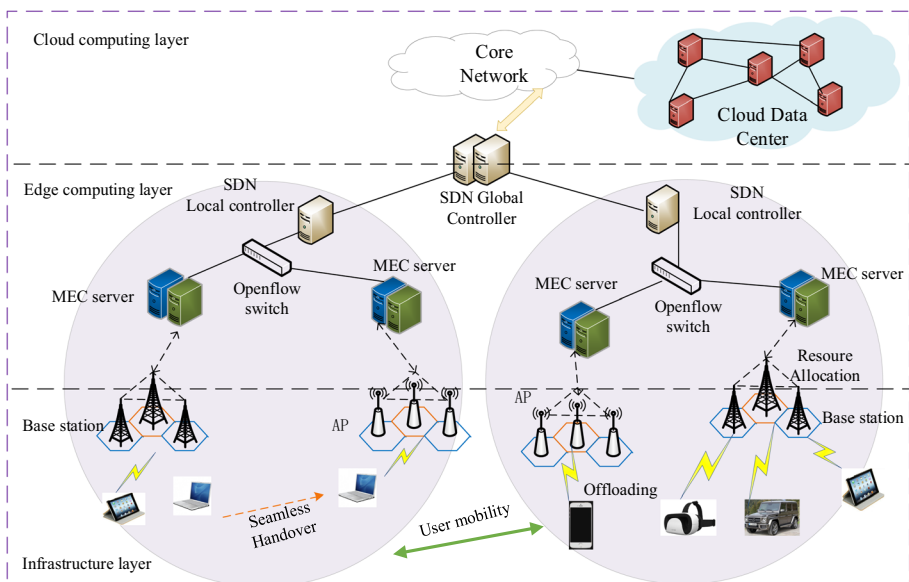 Cloud computing layer
Core
Network
Cloud Data
Center
Edge computing layer
SDN
Local controller
SDN Global
Controller
SDN
Local controller
MEC server
Openflow
switch
MEC server
MEC server
Openflow
switch
MEC server
Resoure
Allocation
Base station
AP
AP
Base station
Seamless
Handover
User mobility
Offloading
Infrastructure layer